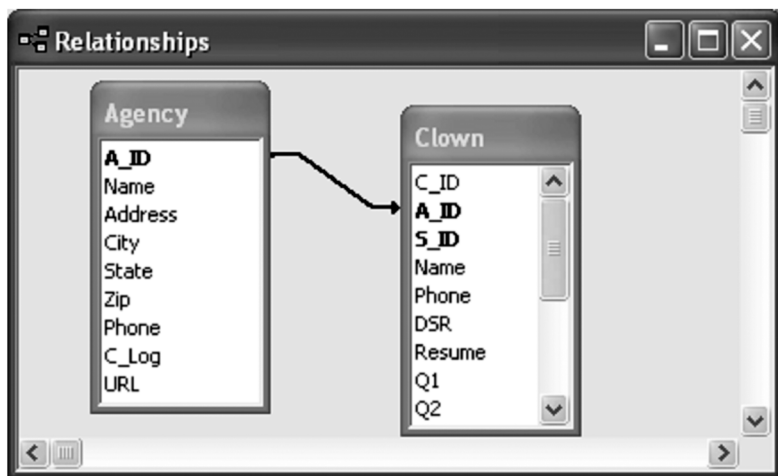 Relationships
Agency
A_ID
Name
Address
City
State
Zip
Phone
C_Log
URL
Clown
C_ID
A_ID
S_ID
Name
Phone
DSR
Resume
Q1
Q2